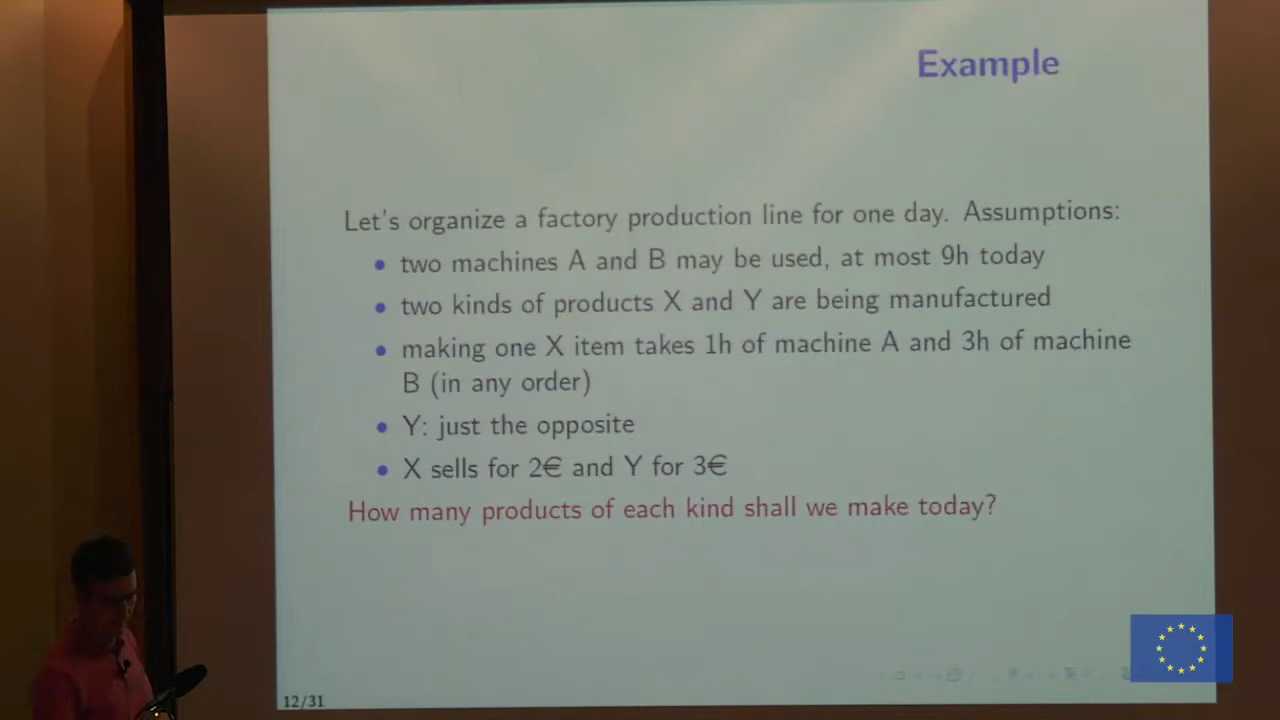 Example
Let's organize a factory production line for one day. Assumptions:
• two machines A and B may be used, at most 9h today
• two kinds of products X and Y are being manufactured
• making one X item takes 1h of machine A and 3h of machine
B (in any order)
• Y: just the opposite
• X sells for 2€ and Y for 3€
How many products of each kind shall we make today?
12/31